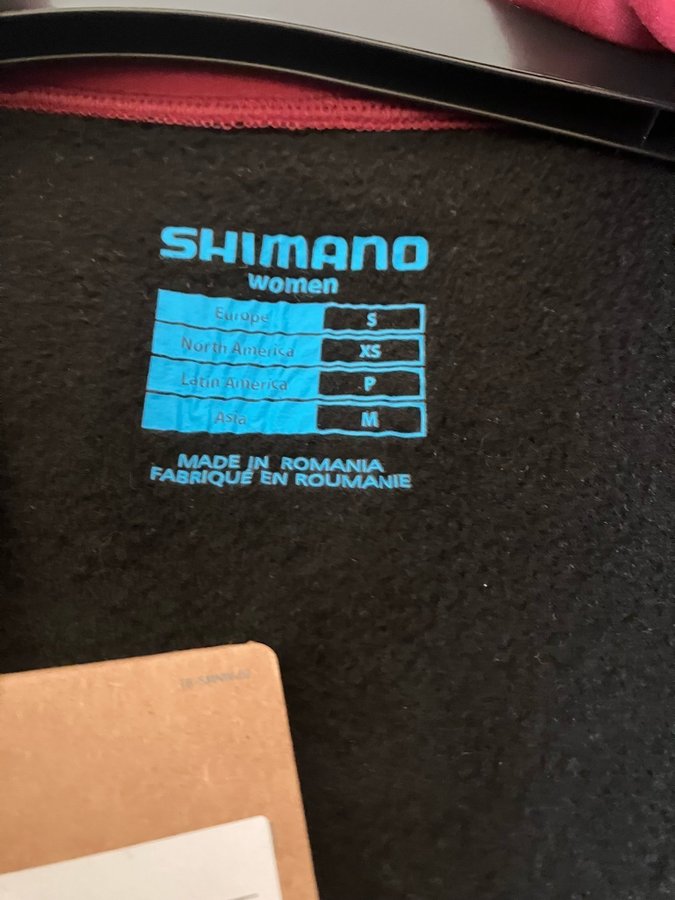 SHIMANO
women
Europe S
North America XS
Latin America P
Asia M
MADE IN ROMANIA
FABRIQUÉ EN ROUMANIE